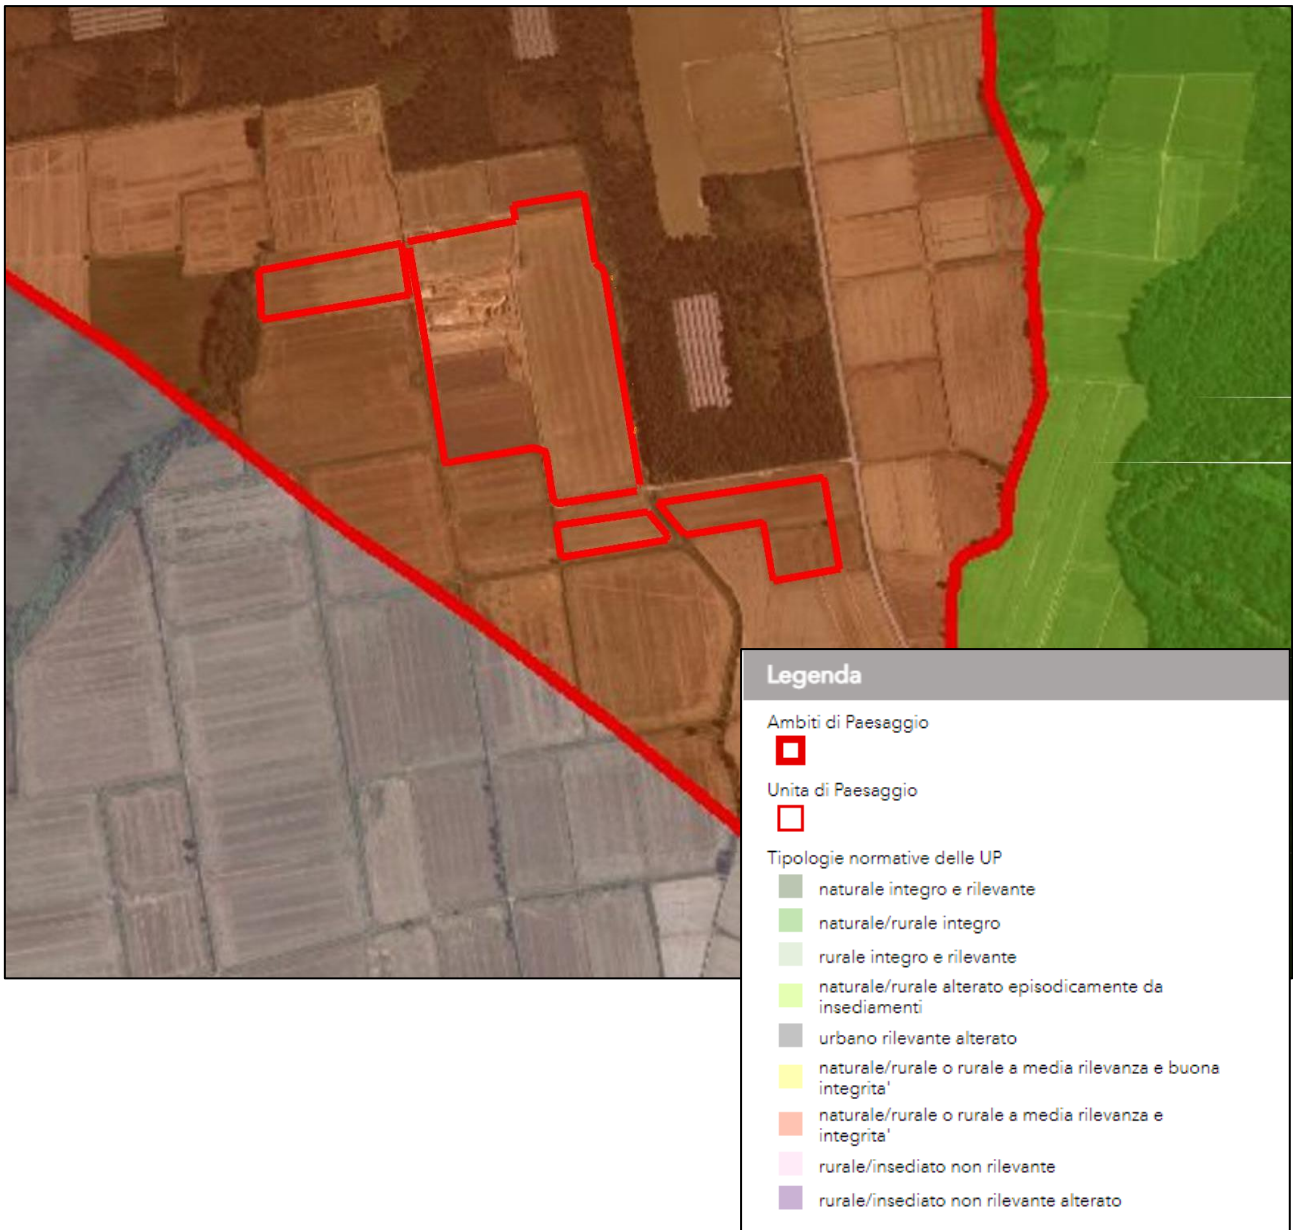 Legenda
Ambiti di Paesaggio
Unita di Paesaggio
Tipologie normative delle UP
naturale integro e rilevante
naturale/rurale integro
rurale integro e rilevante
naturale/rurale alterato episodicamente da
insediamenti
urbano rilevante alterato
naturale/rurale o rurale a media rilevanza e buona
integrita'
naturale/rurale o rurale a media rilevanza e
integrita'
rurale/insediato non rilevante
rurale/insediato non rilevante alterato